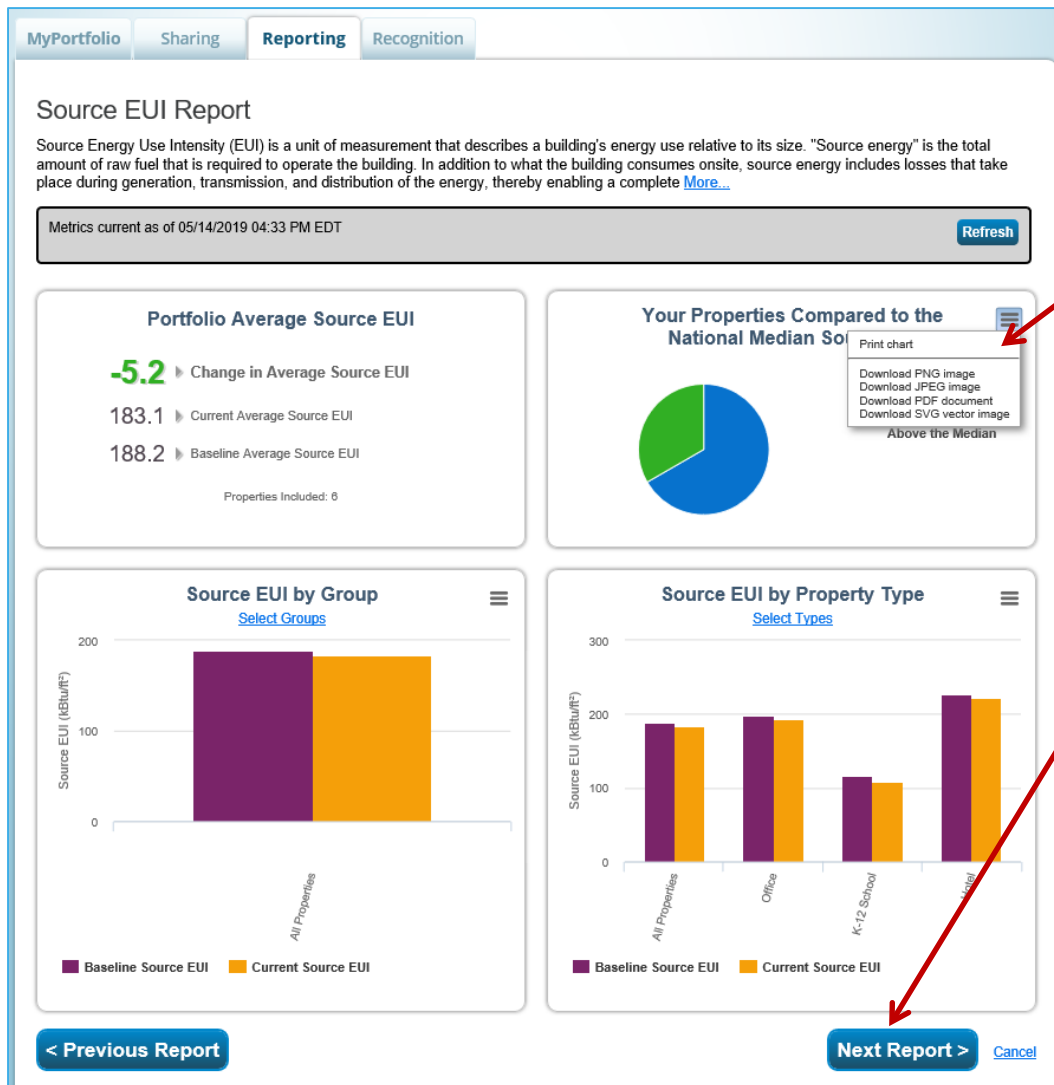 MyPortfolio Sharing Reporting Recognition
Source EUI Report
Source Energy Use Intensity (EUI) is a unit of measurement that describes a building's energy use relative to its size. "Source energy" is the total
amount of raw fuel that is required to operate the building. In addition to what the building consumes onsite, source energy includes losses that take
place during generation, transmission, and distribution of the energy, thereby enabling a complete More...
Metrics current as of 05/14/2019 04:33 PM EDT
Refresh
Portfolio Average Source EUI
-5.2 Change in Average Source EUI
183.1 Current Average Source EUI
188.2 Baseline Average Source EUI
Properties Included: 6
Your Properties Compared to the
National Median
Print chart
Download PNG image
Download JPEG image
Download PDF document
Download SVG vector image
Above the Median
Source EUI by Group
Select Groups
Source EUI (kBtu/ft²)
200
100
0
All Properties
Baseline Source EUI Current Source EUI
Source EUI by Property Type
Select Types
Source EUI (kBtu/ft²)
300
200
100
0
All Properties
Office
K-12 School
Hotel
Baseline Source EUI Current Source EUI
< Previous Report
Next Report >
Cancel